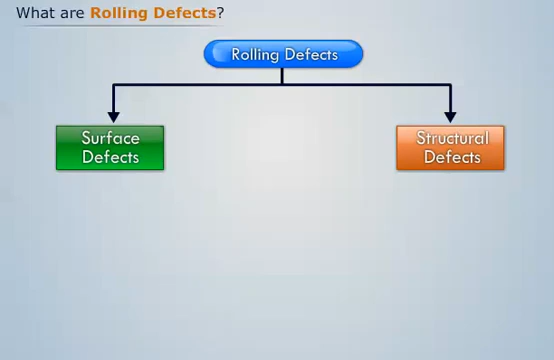 What are Rolling Defects?
Rolling Defects
Surface
Defects
Structural
Defects